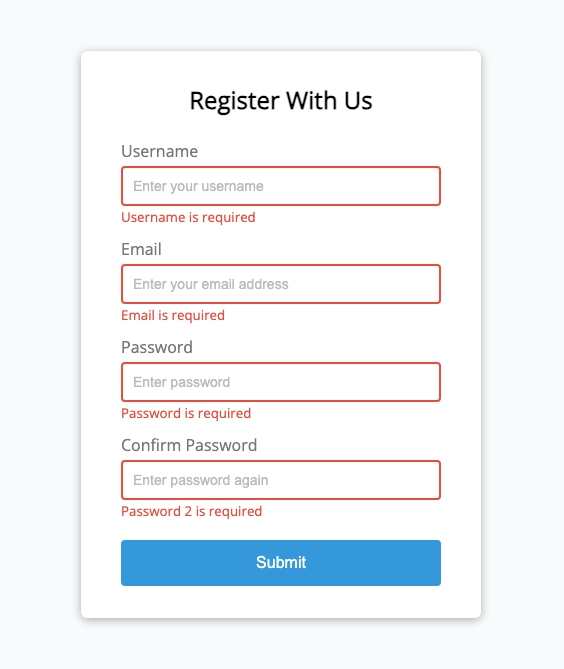 Register With Us
Username
Enter your username
Username is required
Email
Enter your email address
Email is required
Password
Enter password
Password is required
Confirm Password
Enter password again
Password 2 is required
Submit